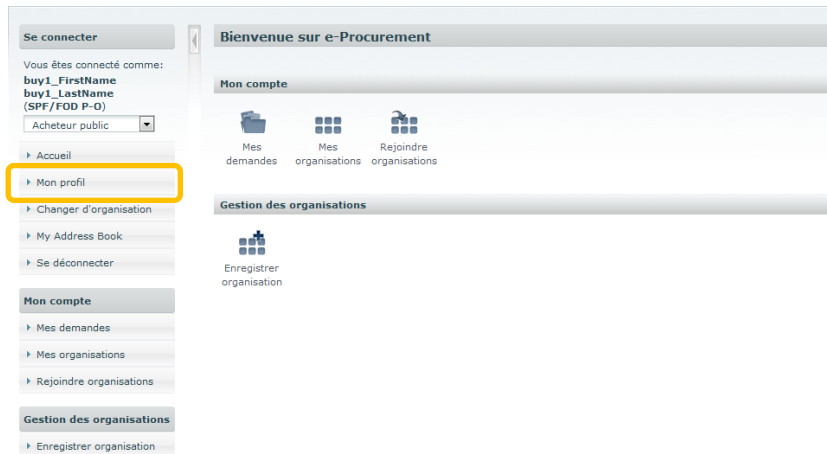 Se connecter
Vous êtes connecté comme:
buy1_FirstName
buy1_LastName
(SPF/FOD P-O)
Acheteur public
Accueil
Mon profil
Changer d'organisation
My Address Book
Se déconnecter
Mon compte
Mes demandes
Mes organisations
Rejoindre organisations
Gestion des organisations
Enregistrer organisation
Bienvenue sur e-Procurement
Mon compte
Mes
demandes
Mes
organisations
Rejoindre
organisations
Gestion des organisations
Enregistrer
organisation